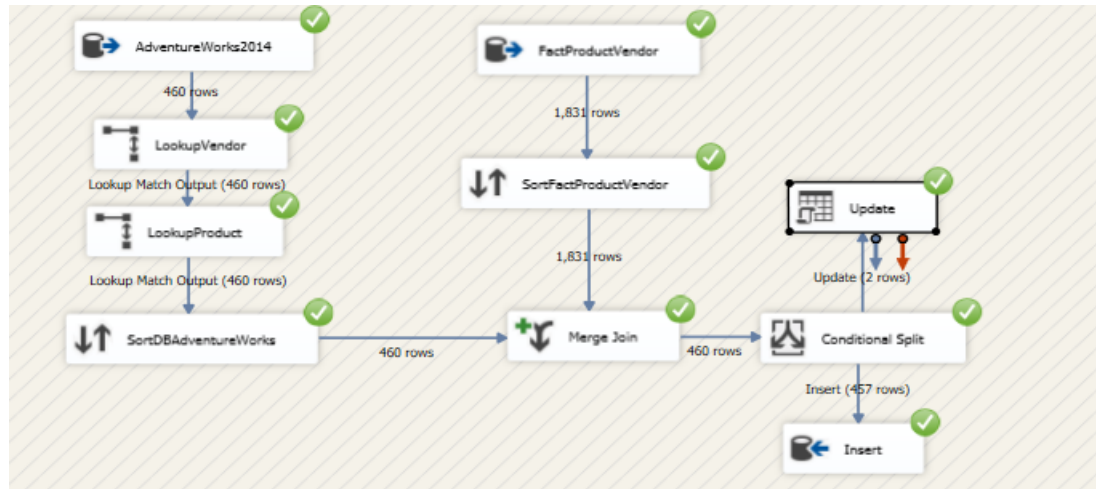 AdventureWorks2014
460 rows
LookupVendor
Lookup Match Output (460 rows)
LookupProduct
Lookup Match Output (460 rows)
SortDBAdventureWorks
460 rows
FactProductVendor
1,831 rows
SortFactProductVendor
1,831 rows
Merge Join
460 rows
Conditional Split
Update (2 rows)
Update
Insert (457 rows)
Insert